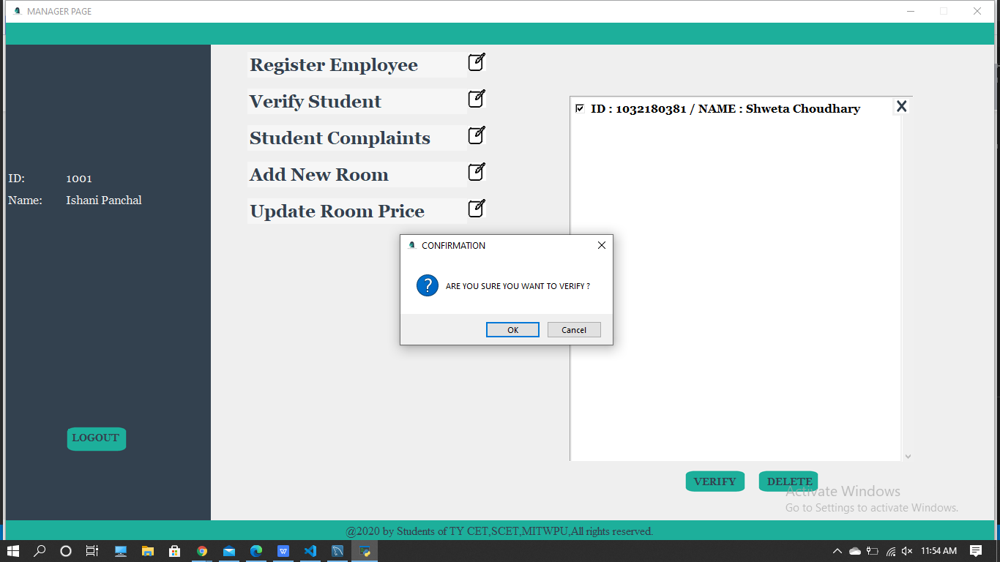 MANAGER PAGE
Register Employee
Verify Student
Student Complaints
Add New Room
Update Room Price
ID: 1001
Name: Ishani Panchal
LOGOUT
ID : 1032180381 / NAME : Shweta Choudhary
X
CONFIRMATION
?
ARE YOU SURE YOU WANT TO VERIFY ?
OK Cancel
VERIFY DELETE
Activate Windows
Go to Settings to activate Windows.
@2020 by Students of TY CET,SCET,MITWPU,All rights reserved.
W
11:54 AM